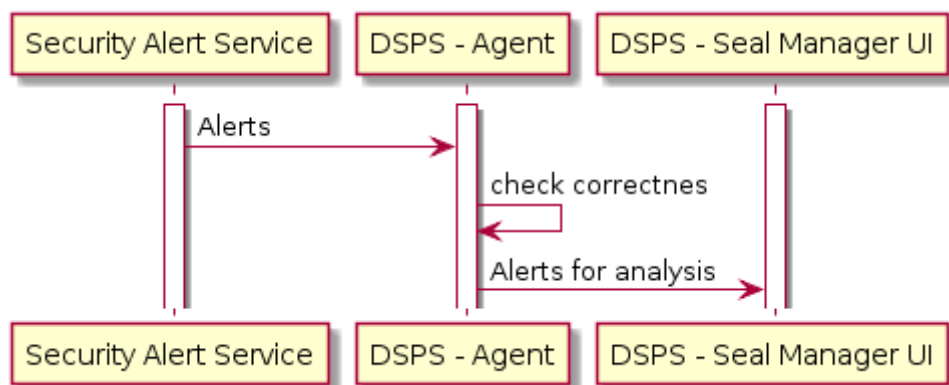 Security Alert Service
DSPS - Agent
DSPS - Seal Manager UI
Alerts
check correctnes
Alerts for analysis
Security Alert Service
DSPS - Agent
DSPS - Seal Manager UI